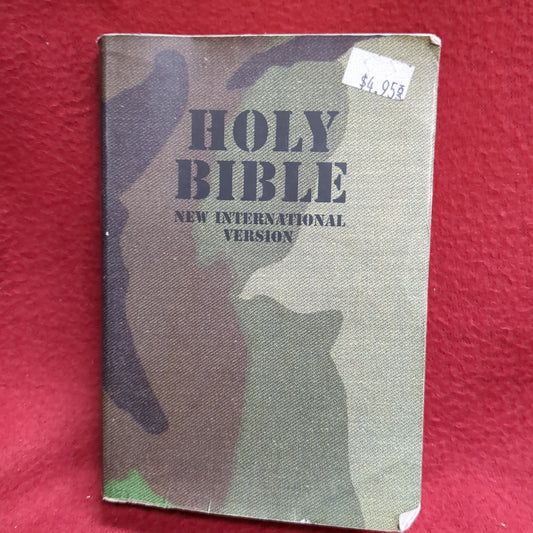 $4.95
HOLY
BIBLE
NEW INTERNATIONAL
VERSION